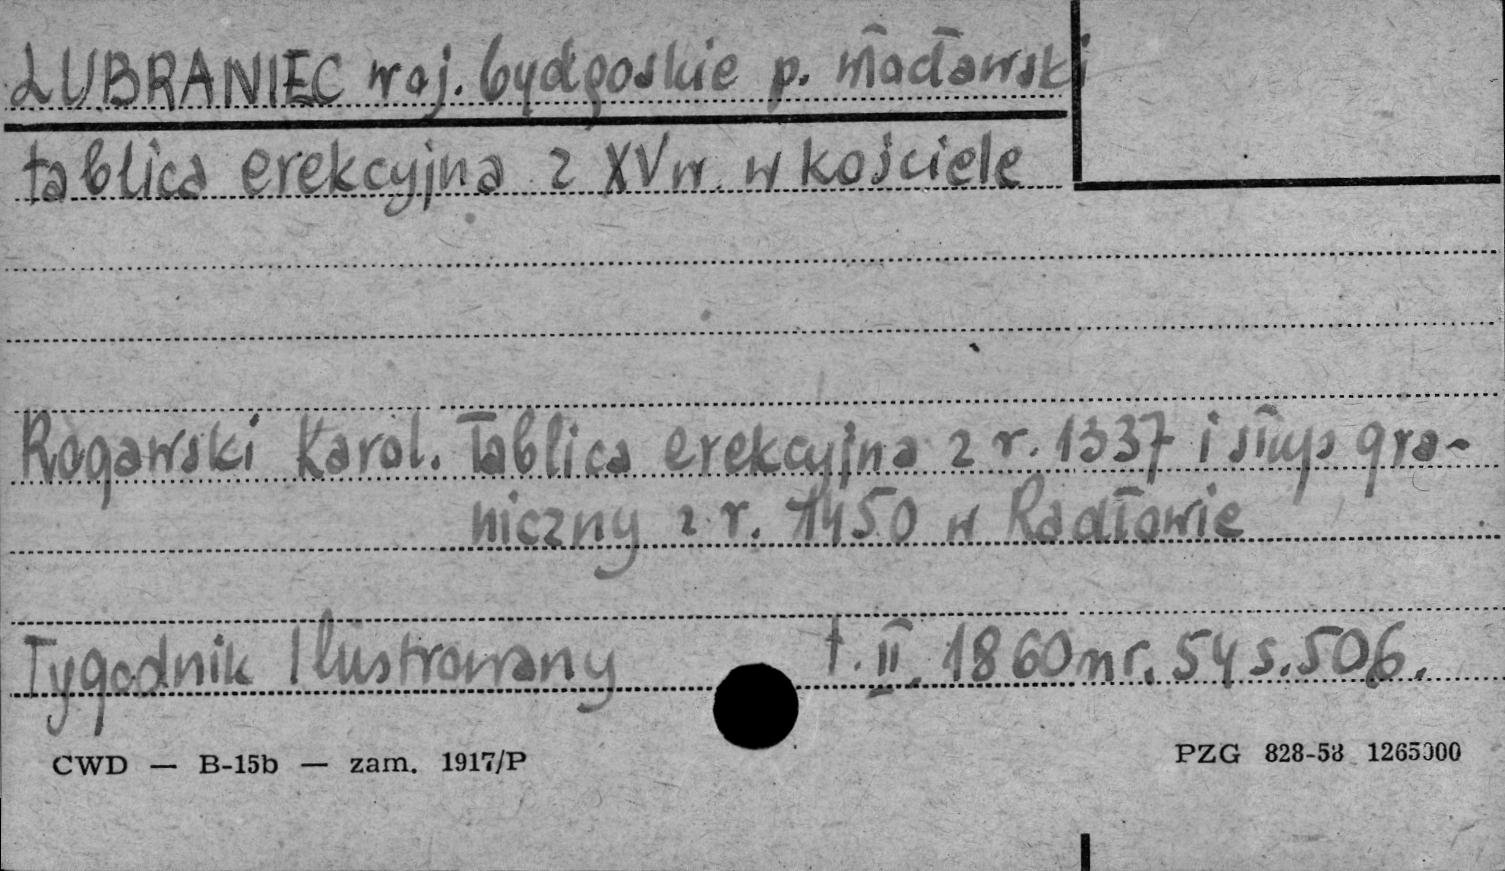 LUBRANIEC woj. bydgoskie p. włocławski
tablica erekcyjna z XV w. w kościele
Rogawski Karol. Tablica erekcyjna z r. 1337 i słup gra-
niczny z r. 1450 w Radłowie
Tygodnik Ilustrowany t. II. 1860 nr. 54 s. 506.
CWD — B-15b — zam. 1917/P
PZG 828-58 1265000